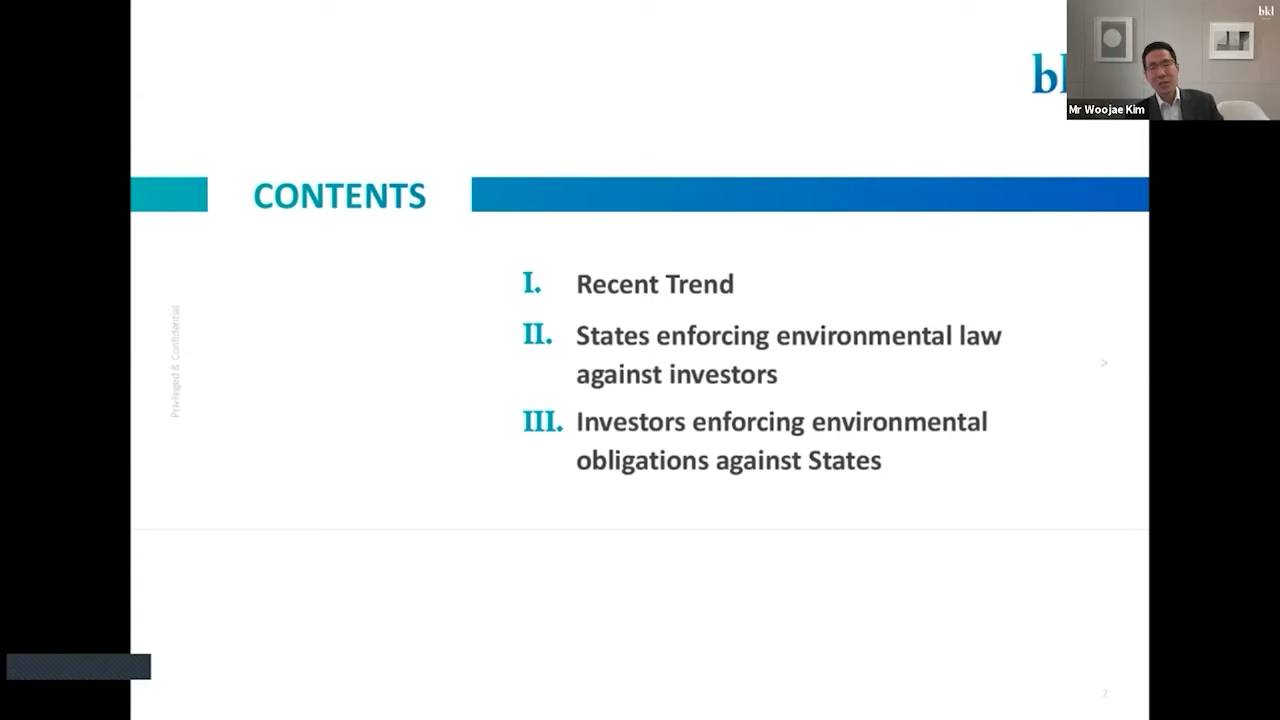 bkl
Mr Woojae Kim
CONTENTS
I. Recent Trend
II. States enforcing environmental law
against investors
III. Investors enforcing environmental
obligations against States
Privileged & Confidential
>
2